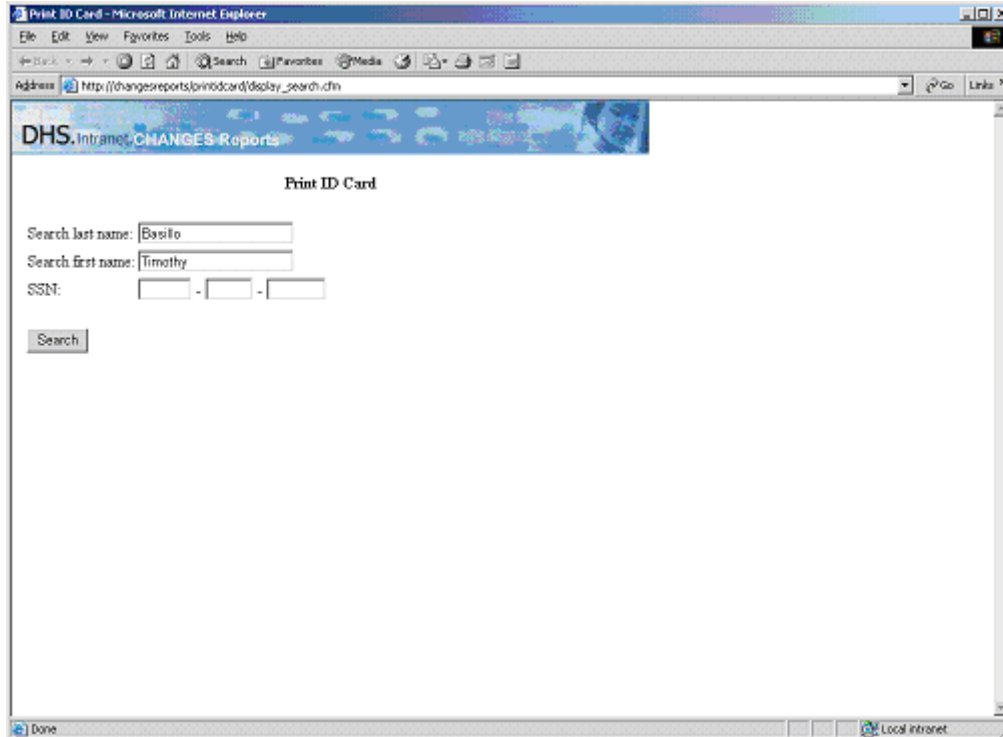 Print ID Card - Microsoft Internet Explorer
File Edit View Favorites Tools Help
Back Search Favorites Media
Address http://changesreports/printidcard/display_search.cfm Go Links
DHS. Intranet CHANGES Reports
Print ID Card
Search last name: Basillo
Search first name: Timothy
SSN: - -
Search
Done Local intranet